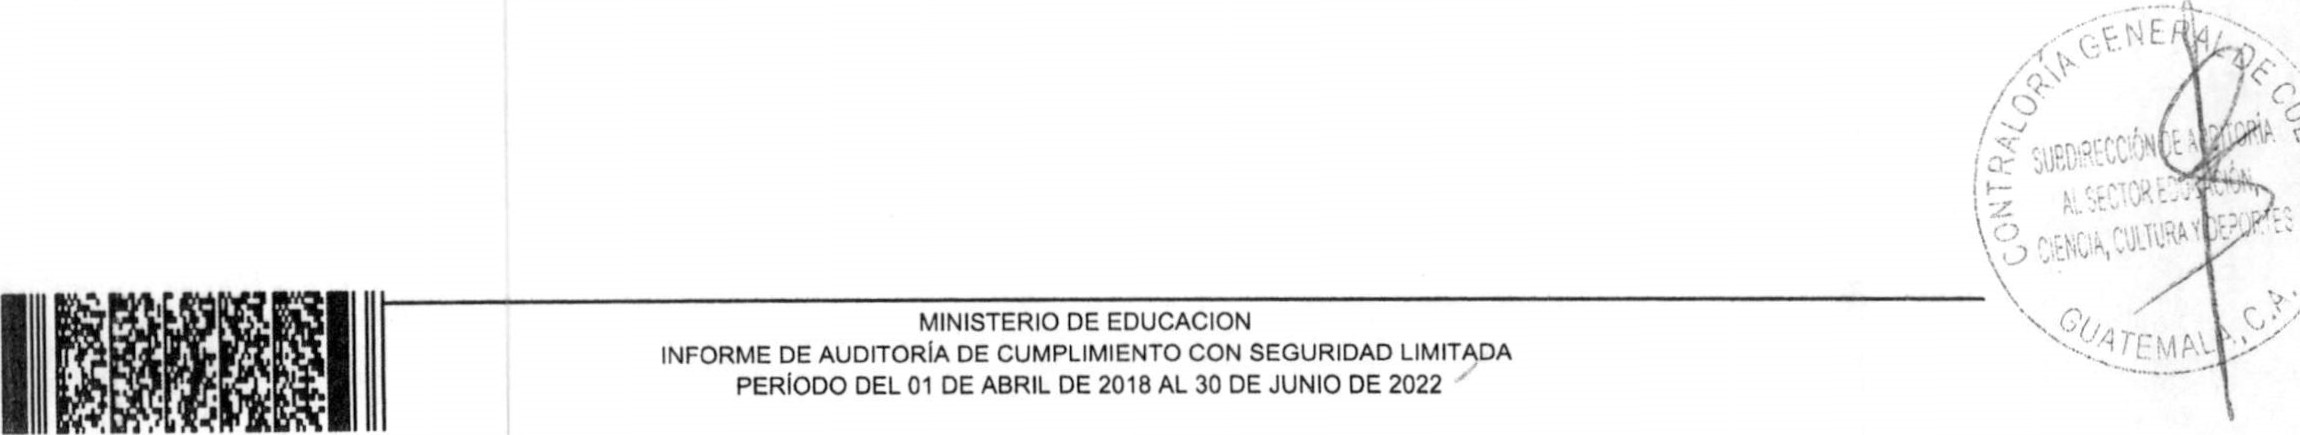 CONTRALORÍA GENERAL DE
SUBDIRECCIÓN DE AUDITORÍA
AL SECTOR EDUCACIÓN,
CIENCIA, CULTURA Y DEPORTES
GUATEMALA, C.A.
MINISTERIO DE EDUCACION
INFORME DE AUDITORÍA DE CUMPLIMIENTO CON SEGURIDAD LIMITADA
PERÍODO DEL 01 DE ABRIL DE 2018 AL 30 DE JUNIO DE 2022